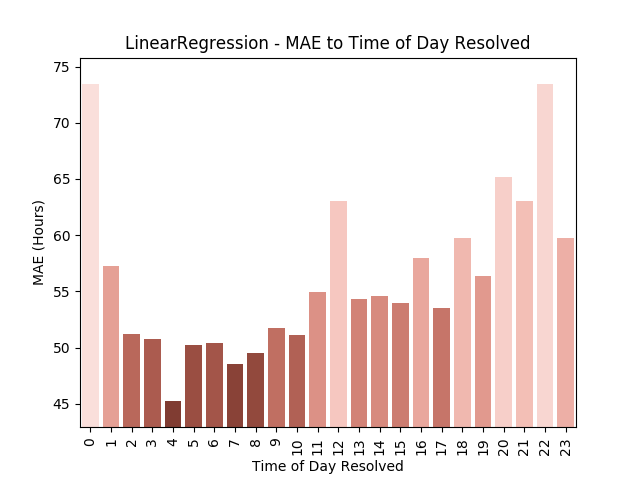 LinearRegression - MAE to Time of Day Resolved
75
70
65
60
55
50
45
MAE (Hours)
0 1 2 3 4 5 6 7 8 9 10 11 12 13 14 15 16 17 18 19 20 21 22 23
Time of Day Resolved